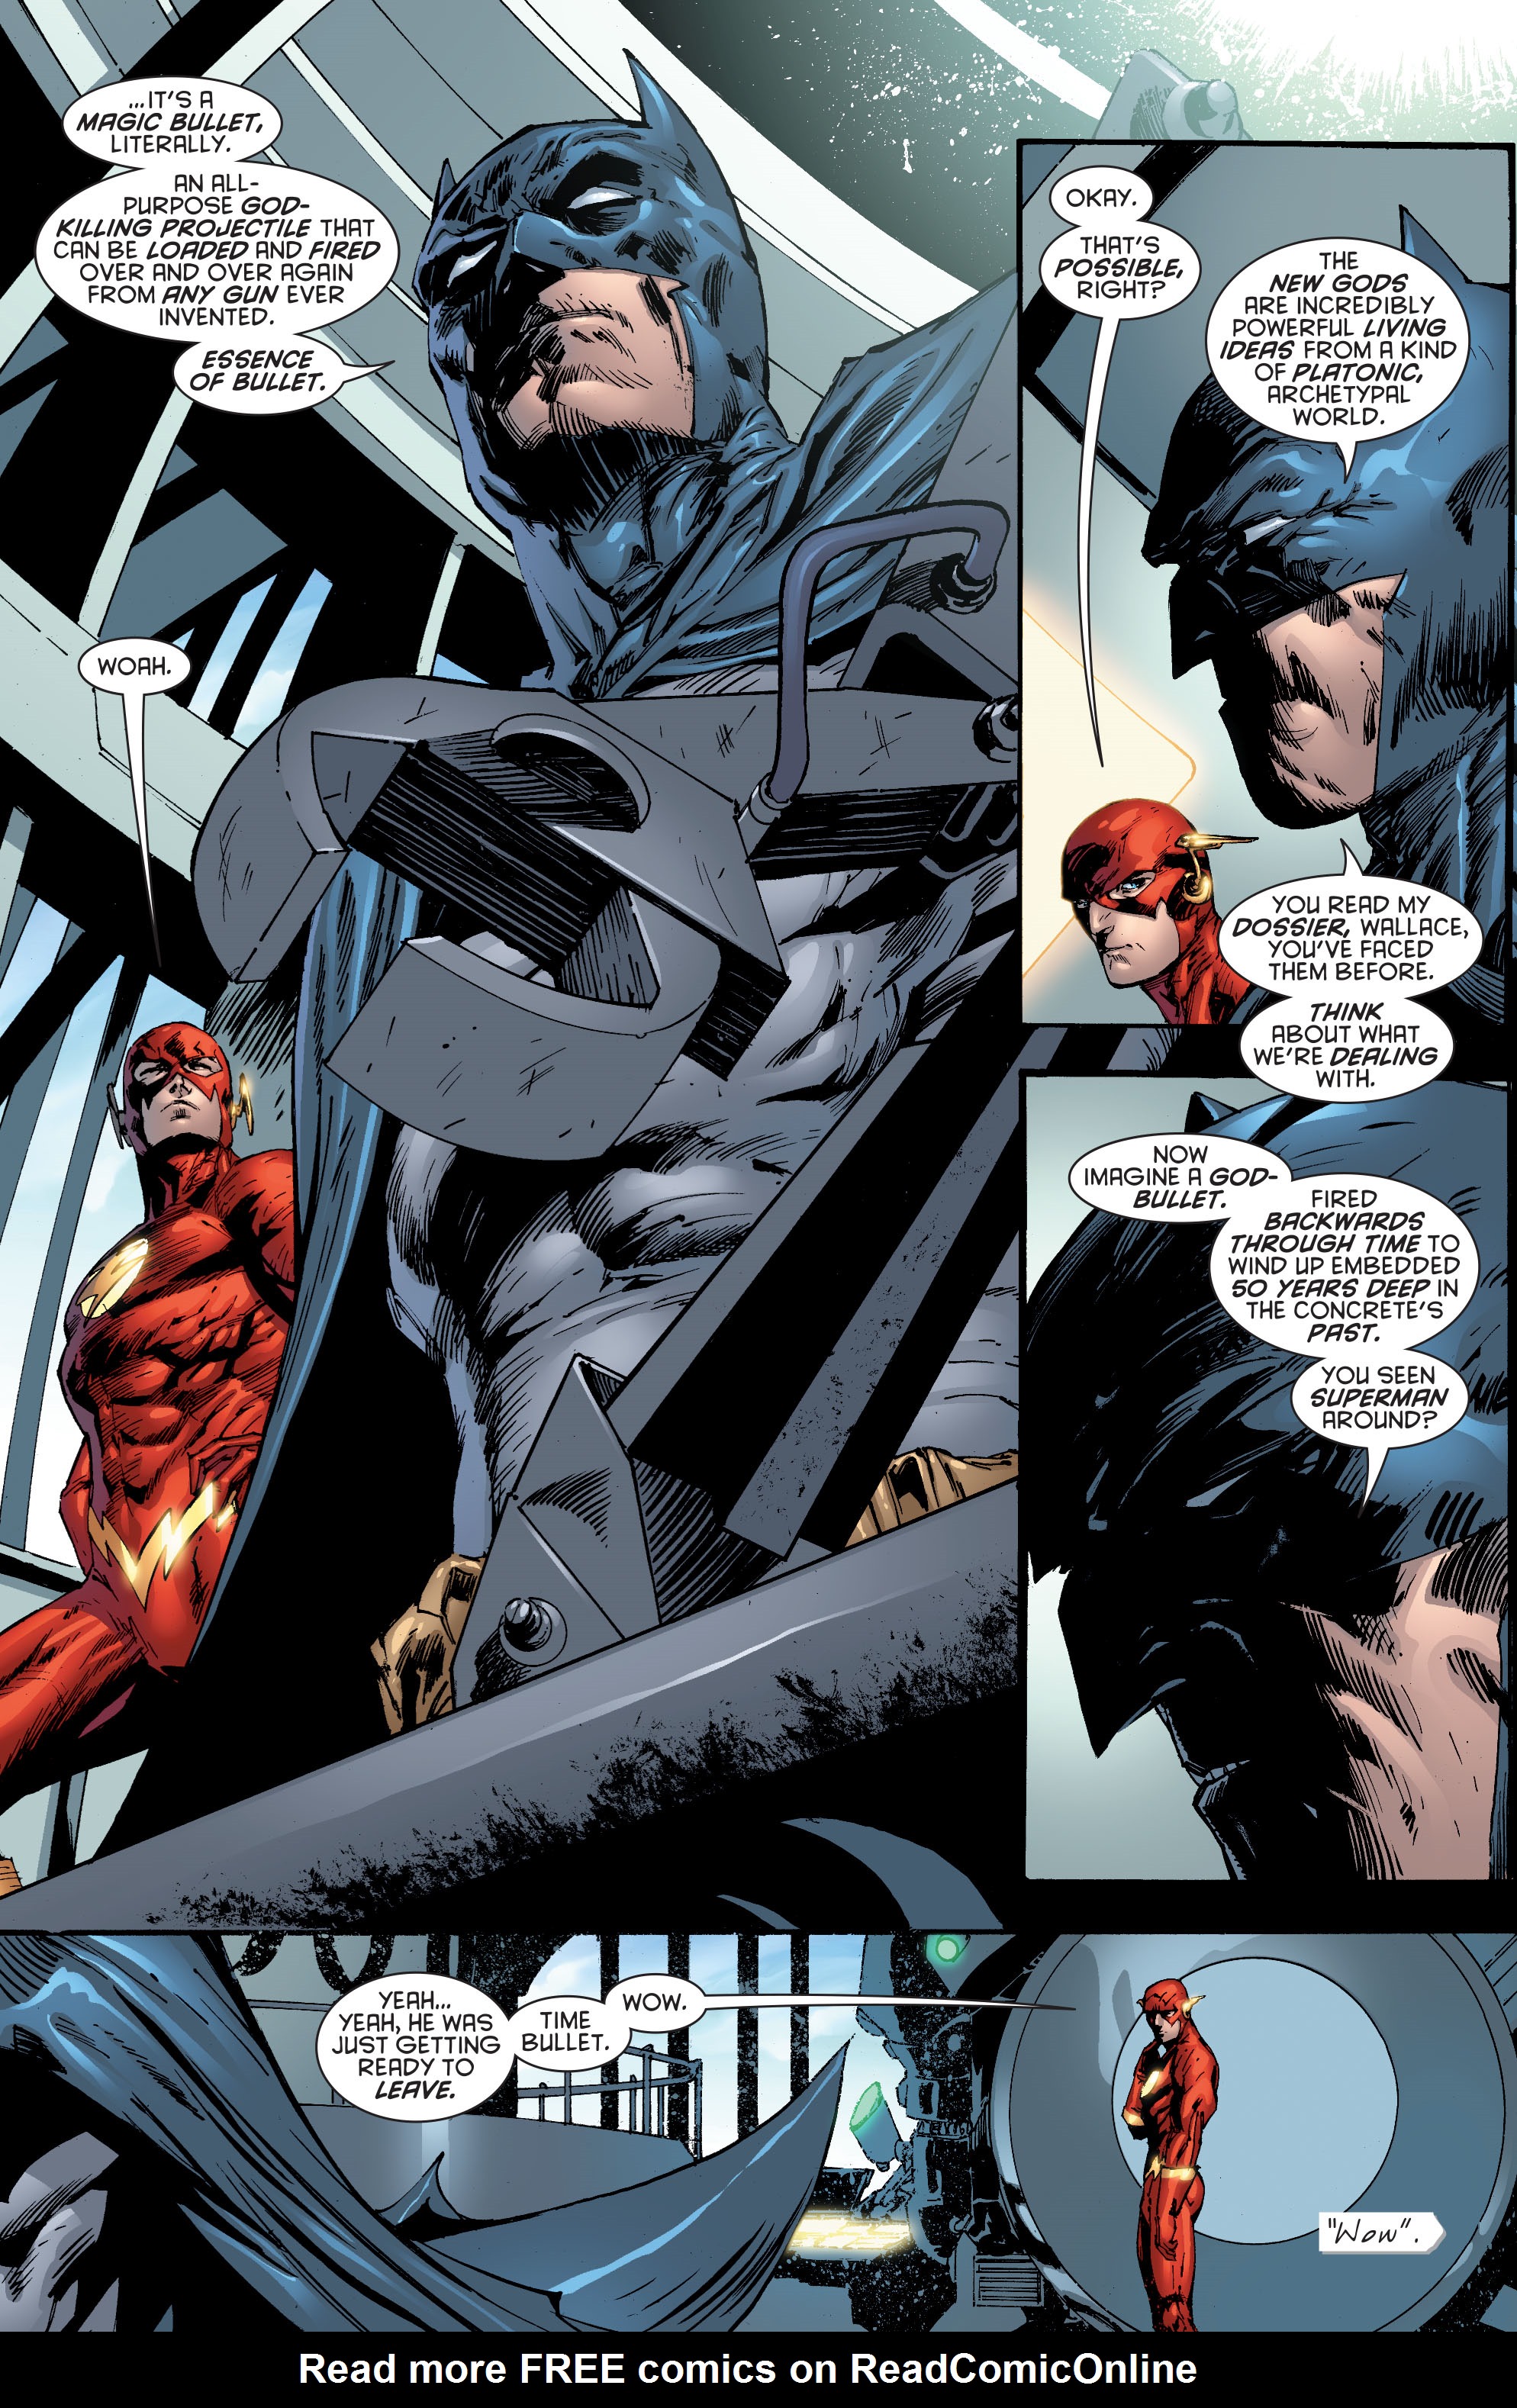 ...IT'S A
MAGIC BULLET,
LITERALLY.
AN ALL-
PURPOSE GOD-
KILLING PROJECTILE THAT
CAN BE LOADED AND FIRED
OVER AND OVER AGAIN
FROM ANY GUN EVER
INVENTED.
ESSENCE
OF BULLET.
WOAH.
OKAY.
THAT'S
POSSIBLE,
RIGHT?
THE
NEW GODS
ARE INCREDIBLY
POWERFUL LIVING
IDEAS FROM A KIND
OF PLATONIC,
ARCHETYPAL
WORLD.
YOU READ MY
DOSSIER, WALLACE,
YOU'VE FACED
THEM BEFORE.
THINK
ABOUT WHAT
WE'RE DEALING
WITH.
NOW
IMAGINE A GOD-
BULLET.
FIRED
BACKWARDS
THROUGH TIME TO
WIND UP EMBEDDED
50 YEARS DEEP IN
THE CONCRETE'S
PAST.
YOU SEEN
SUPERMAN
AROUND?
YEAH...
YEAH, HE WAS
JUST GETTING
READY TO
LEAVE.
TIME
BULLET.
WOW.
"Wow".
Read more FREE comics on ReadComicOnline